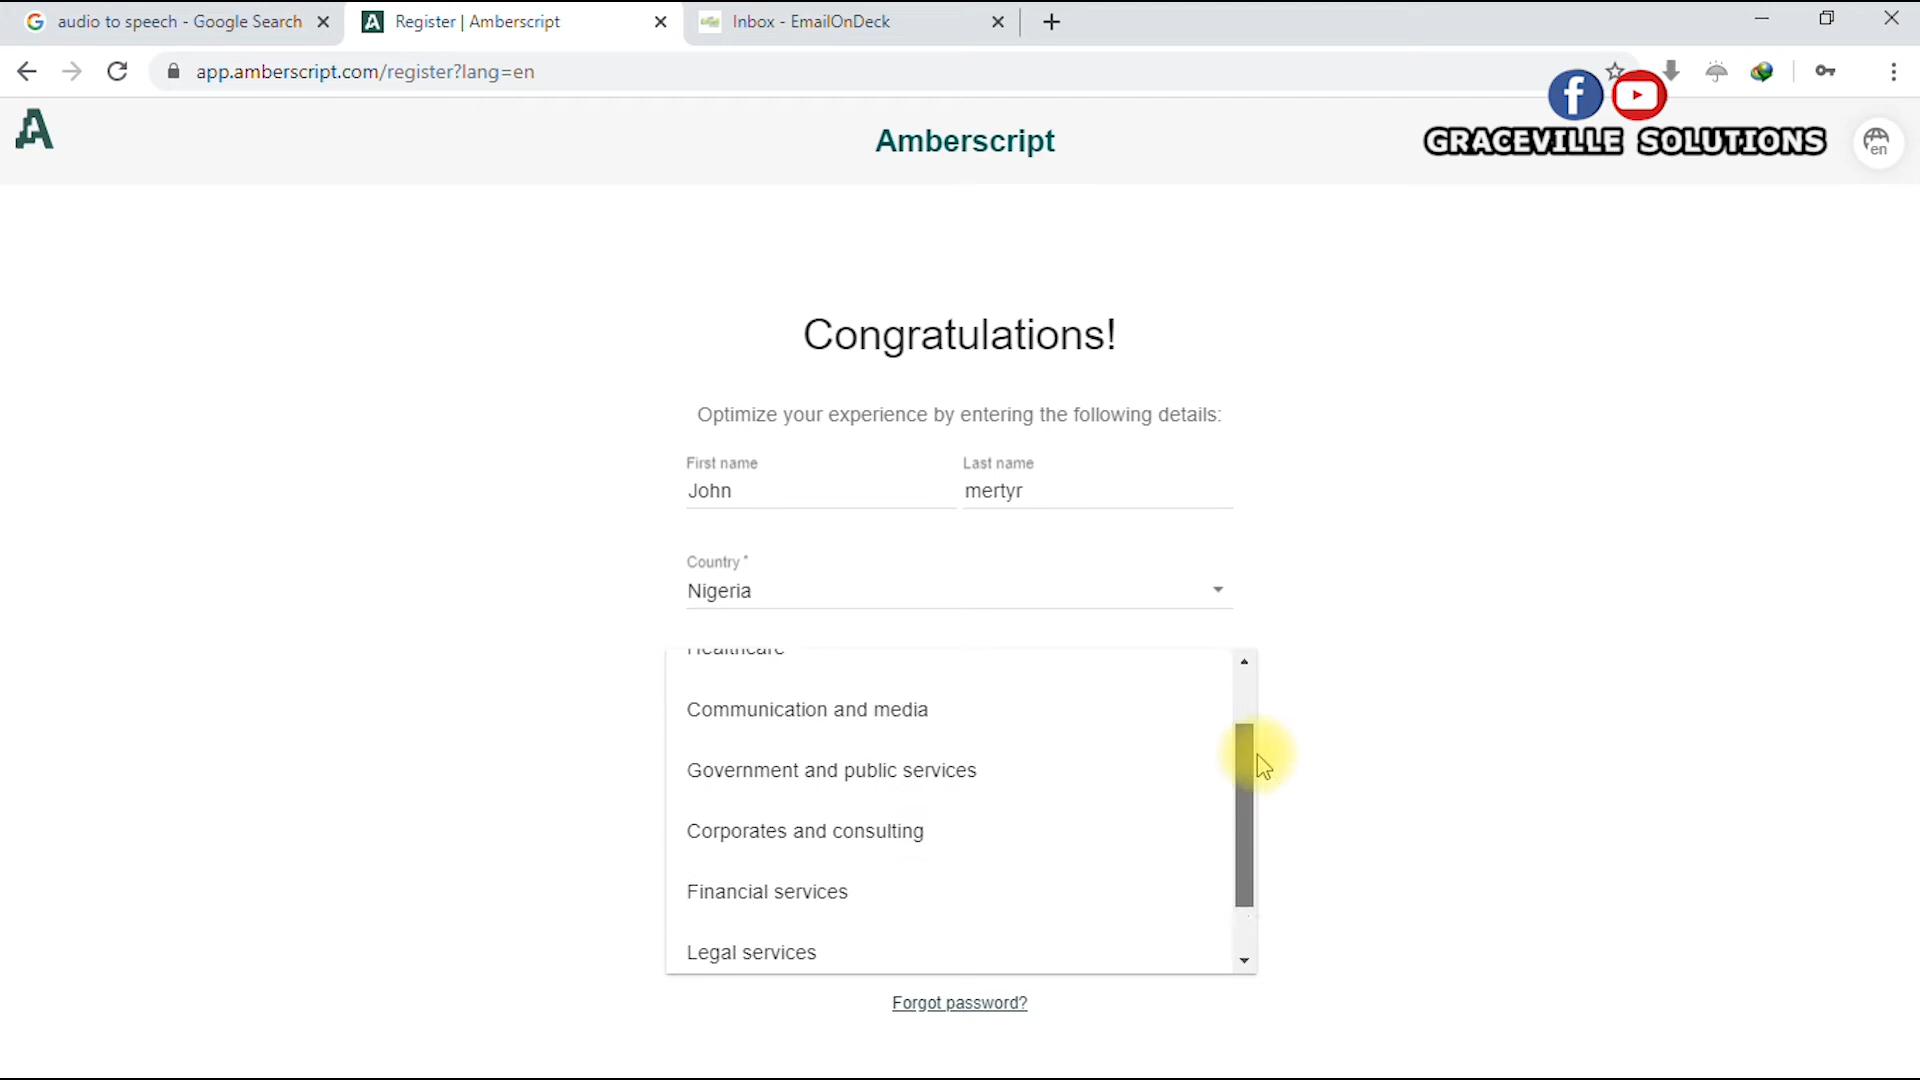 audio to speech - Google Search
Register | Amberscript
Inbox - EmailOnDeck
app.amberscript.com/register?lang=en
Amberscript
GRACEVILLE SOLUTIONS
en
Congratulations!
Optimize your experience by entering the following details:
First name
Last name
John
mertyr
Country *
Nigeria
Healthcare
Communication and media
Government and public services
Corporates and consulting
Financial services
Legal services
Forgot password?